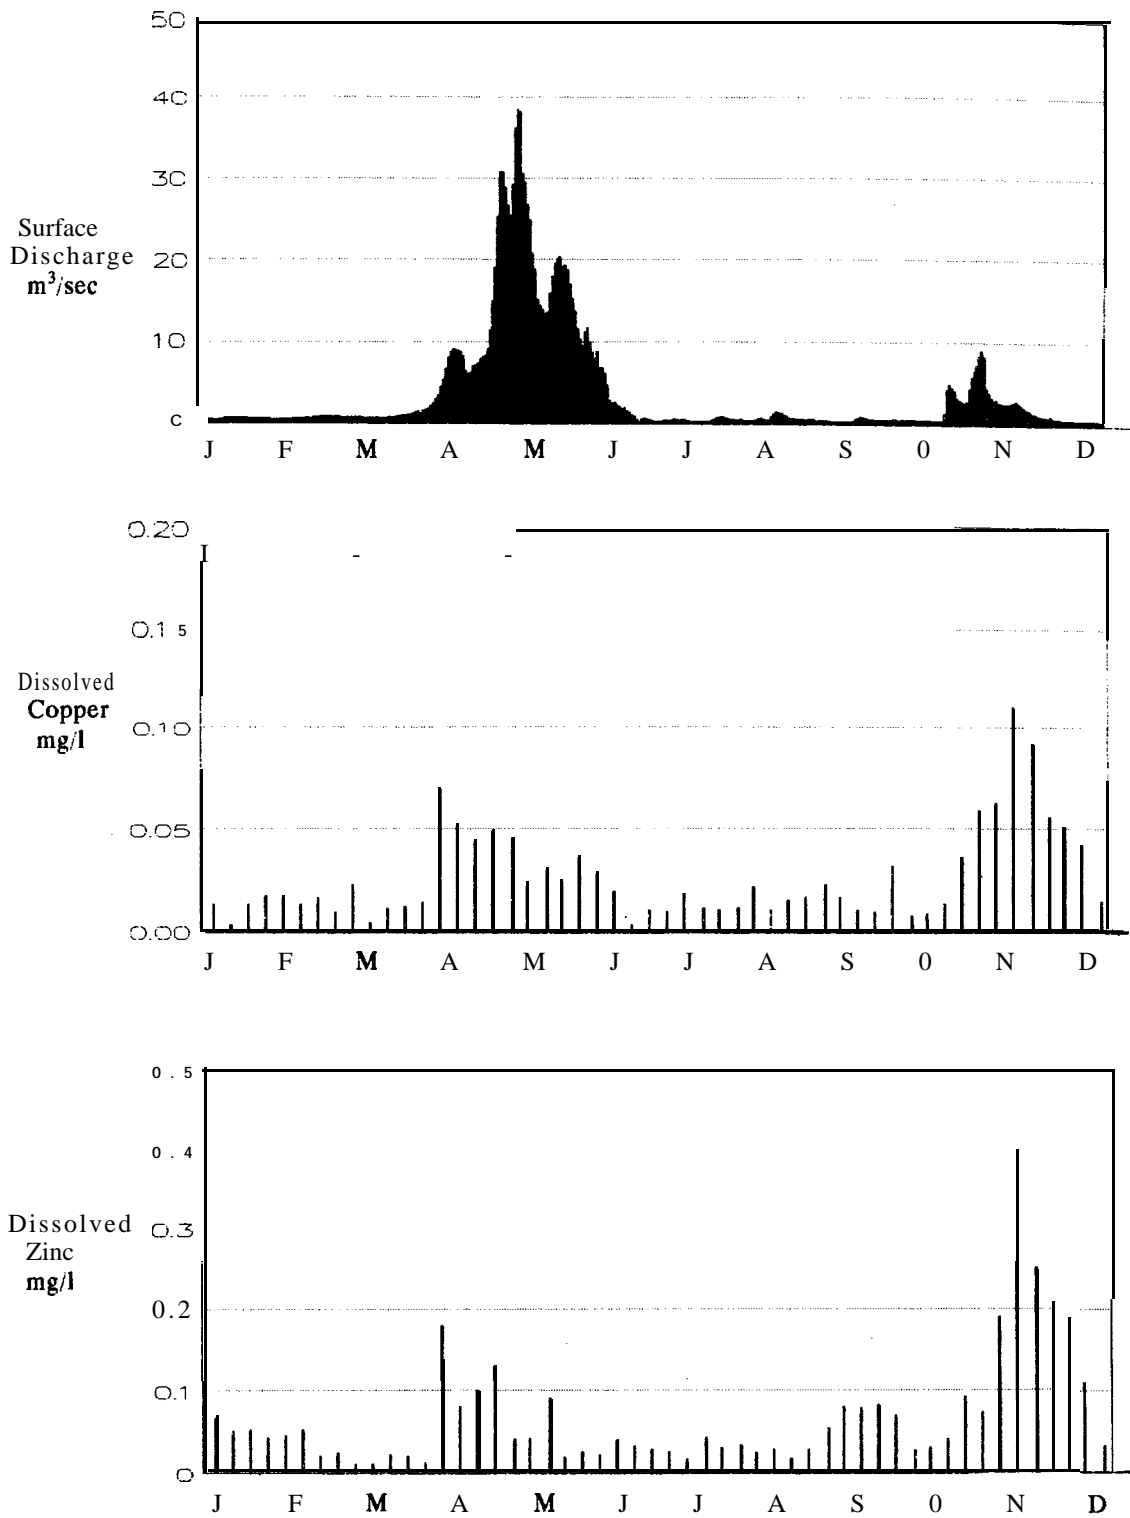 50
40
30
Surface
Discharge
m³/sec
20
10
c
J F M A M J J A S 0 N D
0.20
I - -
0.1 5
Dissolved
Copper
mg/l
0.10
0.05
0.00
J F M A M J J A S 0 N D
0 . 5
0 . 4
Dissolved
Zinc
mg/l
0.3
0.2
0.1
0
J F M A M J J A S 0 N D